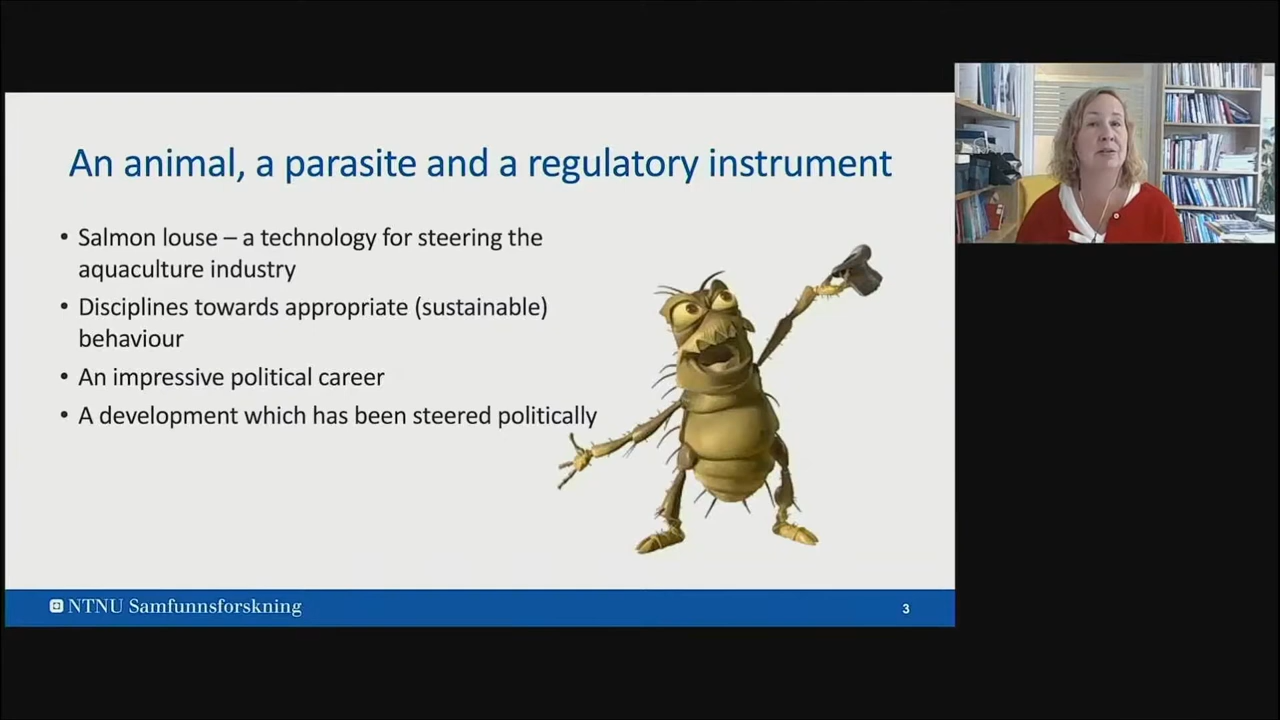 An animal, a parasite and a regulatory instrument
• Salmon louse – a technology for steering the
aquaculture industry
• Disciplines towards appropriate (sustainable)
behaviour
• An impressive political career
• A development which has been steered politically
NTNU Samfunnsforskning
3